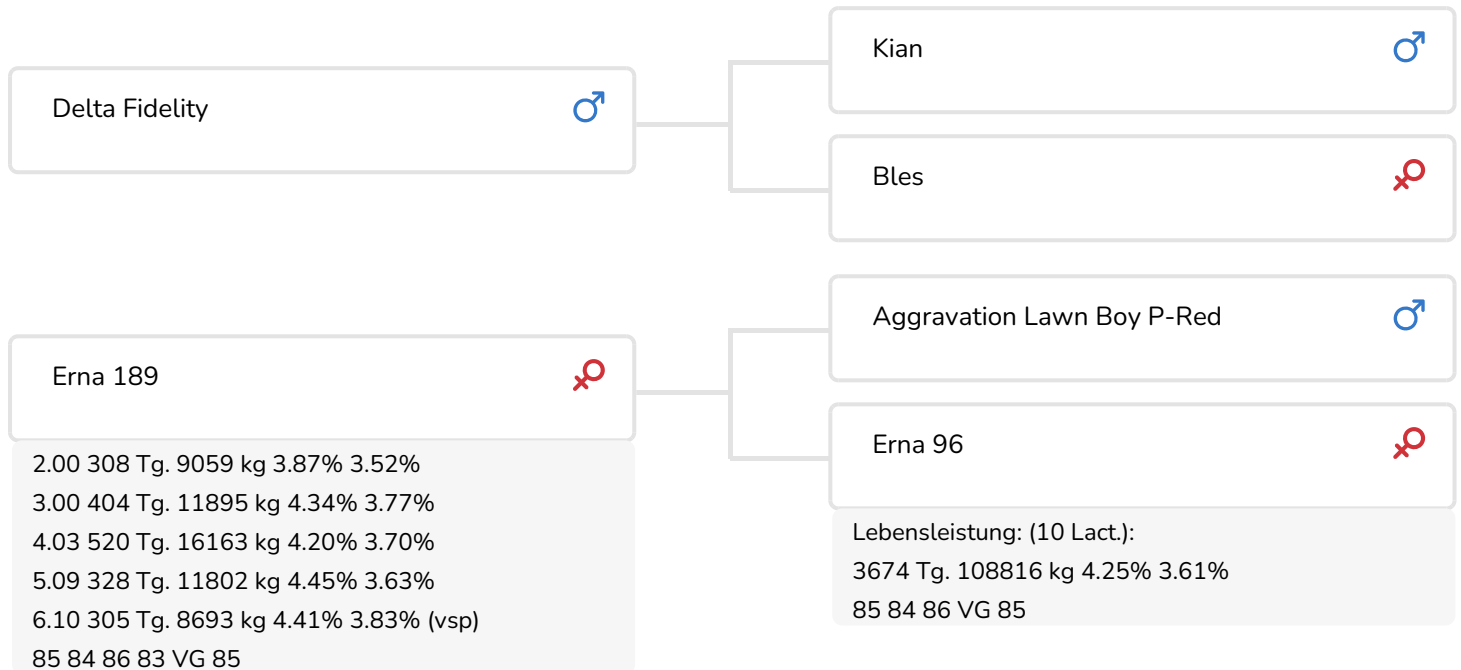 Delta Fidelity
Kian
Bles
Erna 189
2.00 308 Tg. 9059 kg 3.87% 3.52%
3.00 404 Tg. 11895 kg 4.34% 3.77%
4.03 520 Tg. 16163 kg 4.20% 3.70%
5.09 328 Tg. 11802 kg 4.45% 3.63%
6.10 305 Tg. 8693 kg 4.41% 3.83% (vsp)
85 84 86 83 VG 85
Aggravation Lawn Boy P-Red
Erna 96
Lebensleistung: (10 Lact.):
3674 Tg. 108816 kg 4.25% 3.61%
85 84 86 VG 85